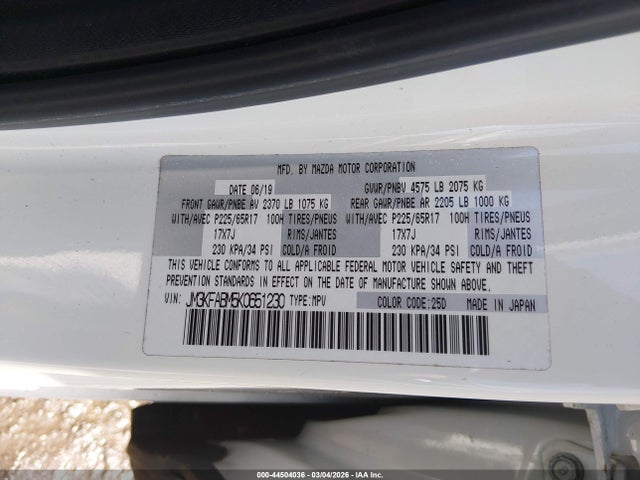 MFD. BY MAZDA MOTOR CORPORATION
DATE 06/19 GVWR/PNBV 4575 LB 2075 KG
FRONT GAWR/PNBE AV 2370 LB 1075 KG REAR GAWR/PNBE AR 2205 LB 1000 KG
WITH/AVEC P225/65R17 100H TIRES/PNEUS WITH/AVEC P225/65R17 100H TIRES/PNEUS
17X7J RIMS/JANTES 17X7J RIMS/JANTES
230 KPA/34 PSI COLD/A FROID 230 KPA/34 PSI COLD/A FROID
THIS VEHICLE CONFORMS TO ALL APPLICABLE FEDERAL MOTOR VEHICLE SAFETY AND THEFT
PREVENTION STANDARDS IN EFFECT ON THE DATE OF MANUFACTURE SHOWN ABOVE.
VIN: JM3KFABM5K0651230 TYPE:MPV COLOR CODE:25D MADE IN JAPAN
000-44504036 - 03/04/2026 - IAA Inc.